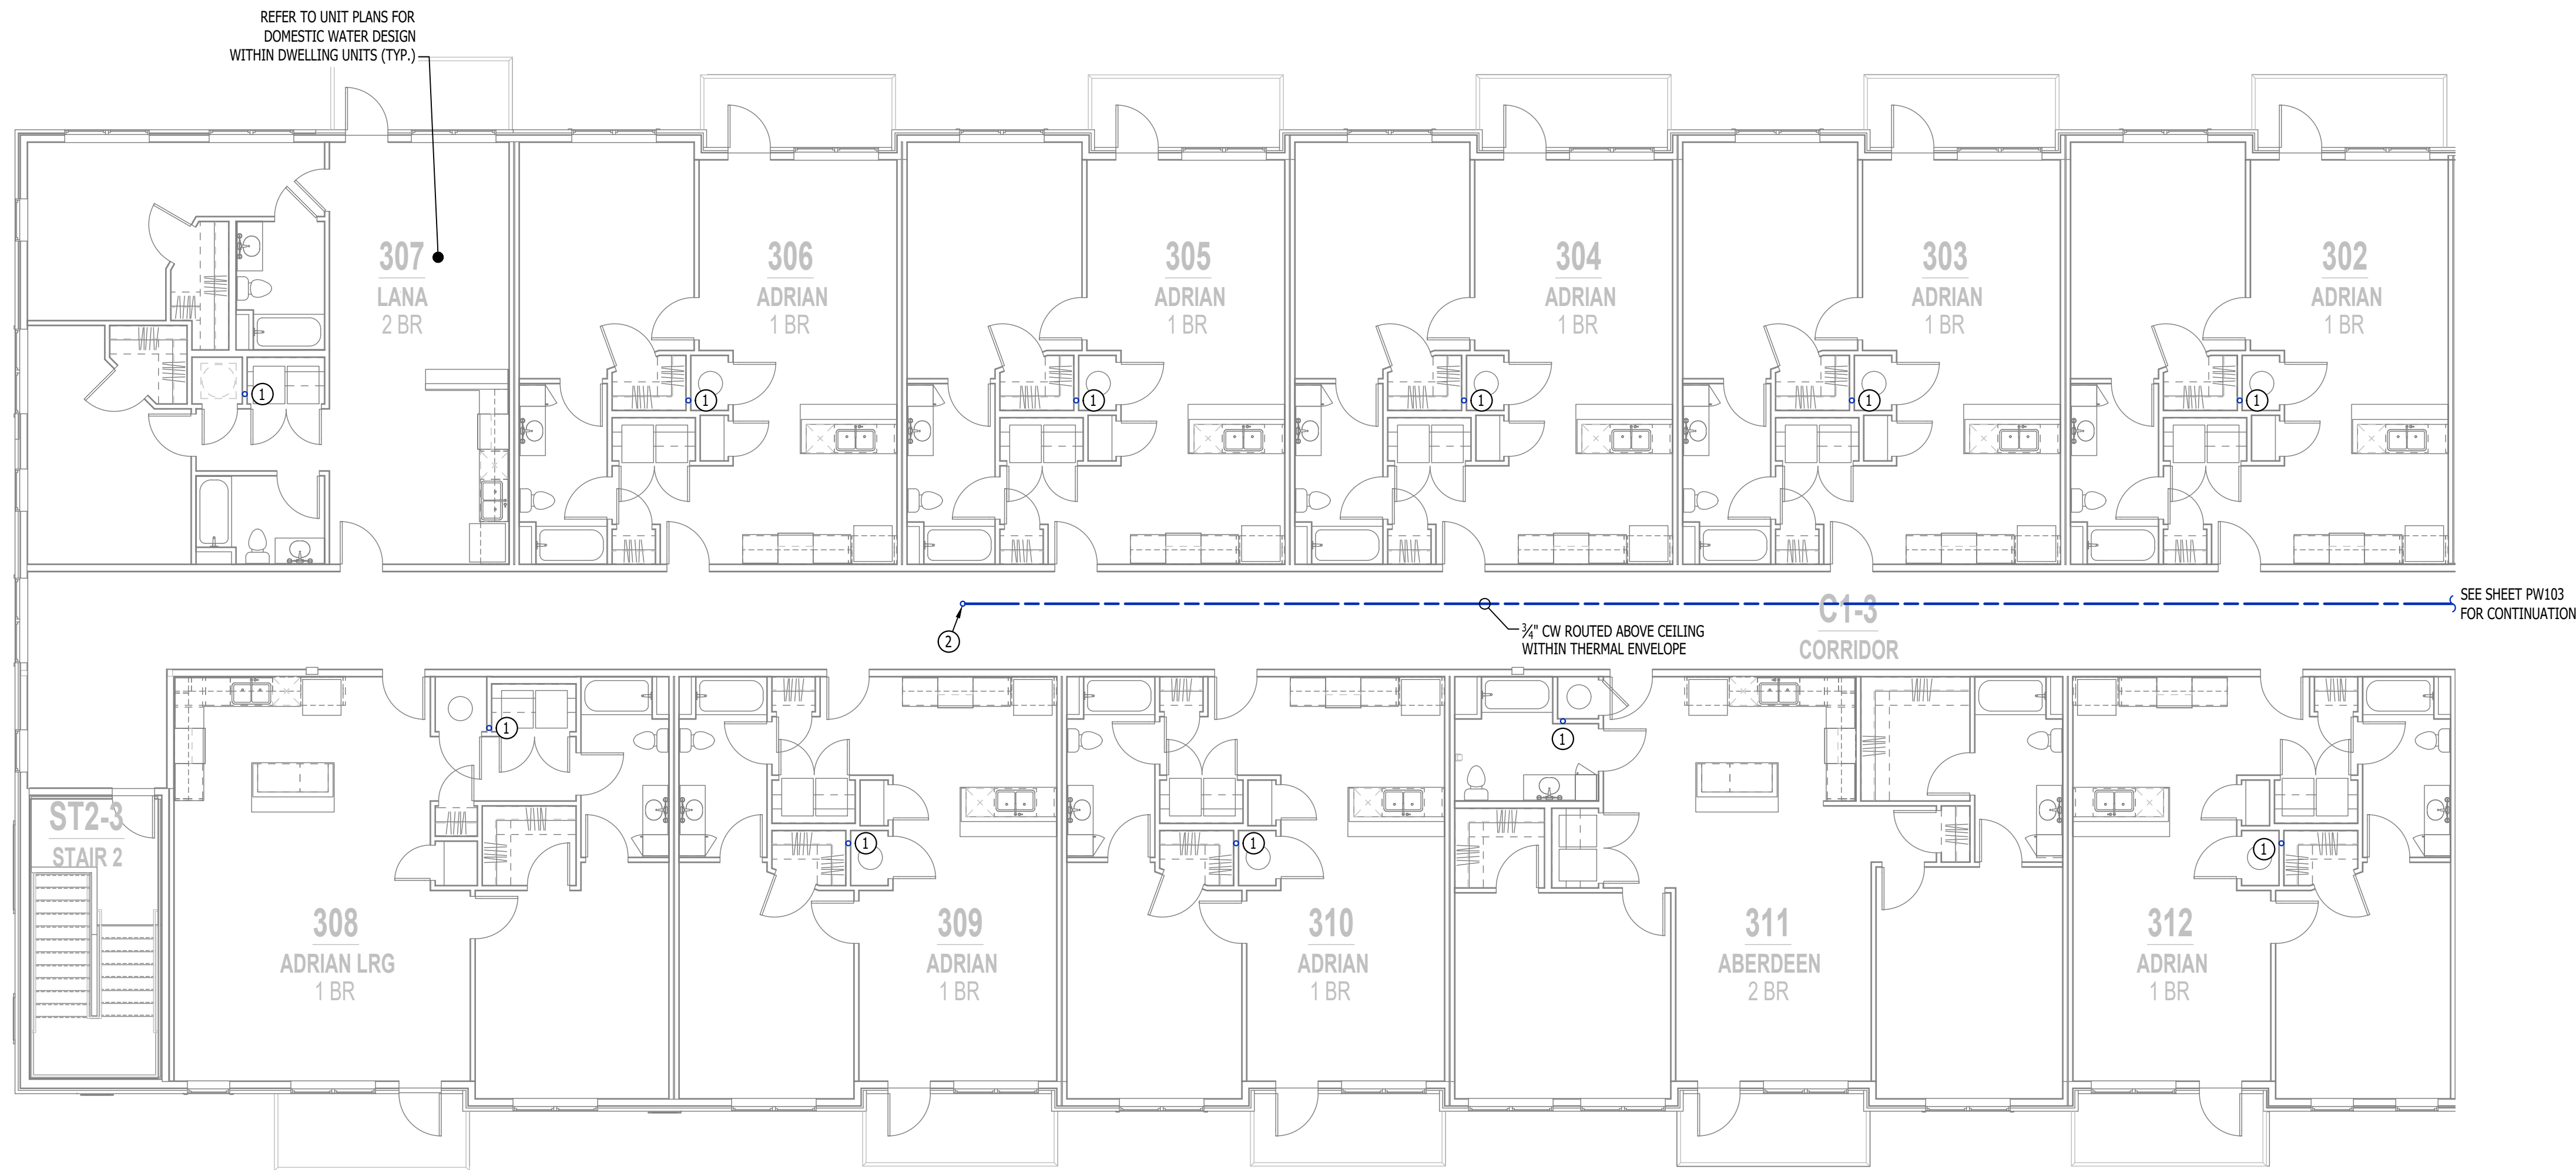 REFER TO UNIT PLANS FOR
DOMESTIC WATER DESIGN
WITHIN DWELLING UNITS (TYP.)
307
LANA
2 BR
306
ADRIAN
1 BR
305
ADRIAN
1 BR
304
ADRIAN
1 BR
303
ADRIAN
1 BR
302
ADRIAN
1 BR
1
1
1
1
1
1
2
¾" CW ROUTED ABOVE CEILING
WITHIN THERMAL ENVELOPE
C1-3
CORRIDOR
SEE SHEET PW103
FOR CONTINUATION
1
1
1
1
1
ST2-3
STAIR 2
308
ADRIAN LRG
1 BR
309
ADRIAN
1 BR
310
ADRIAN
1 BR
311
ABERDEEN
2 BR
312
ADRIAN
1 BR